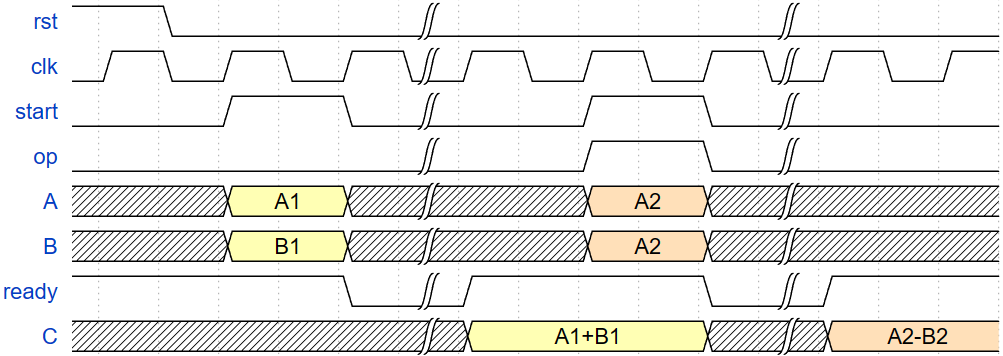 rst
clk
start
op
A A1 A2
B B1 A2
ready
C A1+B1 A2-B2